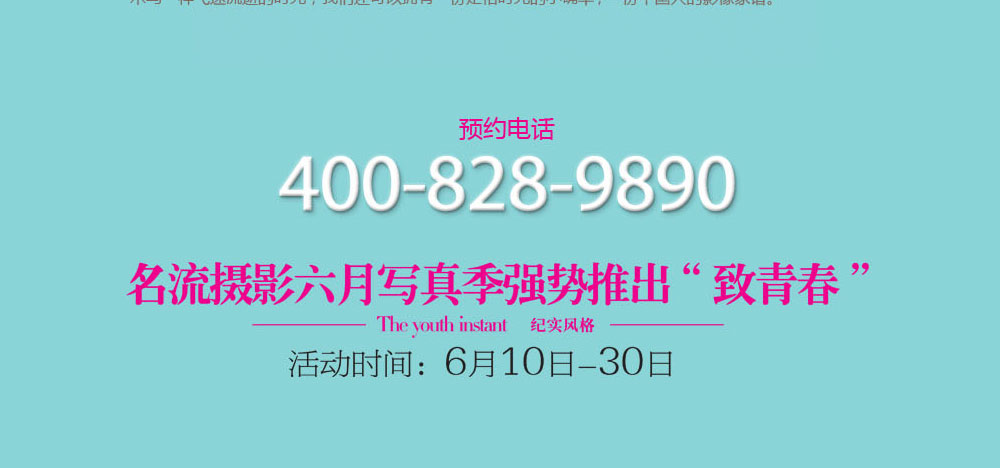 预约电话
400-828-9890
名流摄影六月写真季强势推出“致青春”
The youth instant 纪实风格
活动时间：6月10日-30日